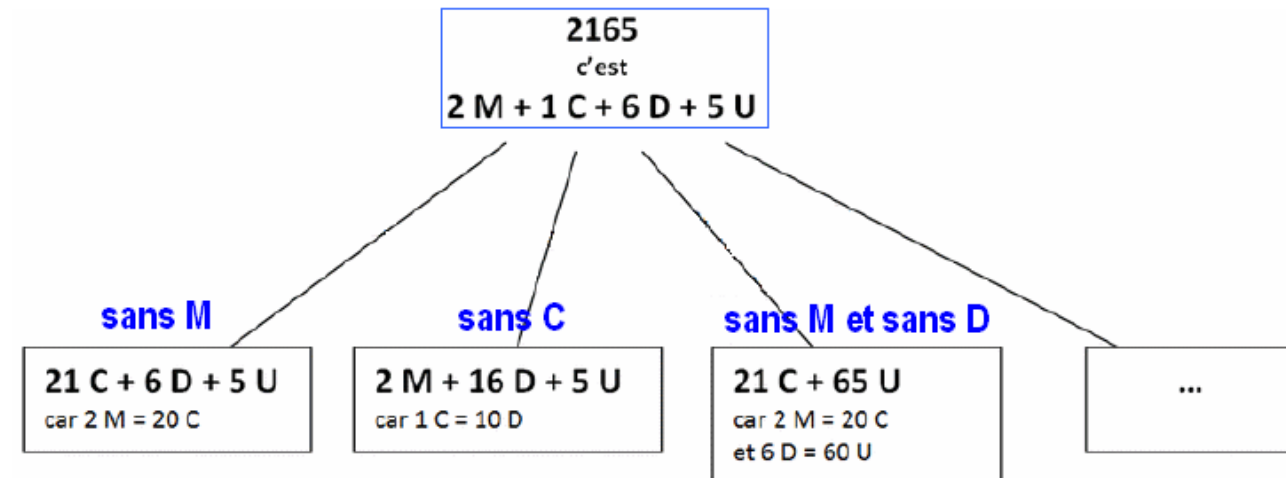 2165
c'est
2 M + 1 C + 6 D + 5 U
sans M
21 C + 6 D + 5 U
car 2 M = 20 C
sans C
2 M + 16 D + 5 U
car 1 C = 10 D
sans M et sans D
21 C + 65 U
car 2 M = 20 C
et 6 D = 60 U
...